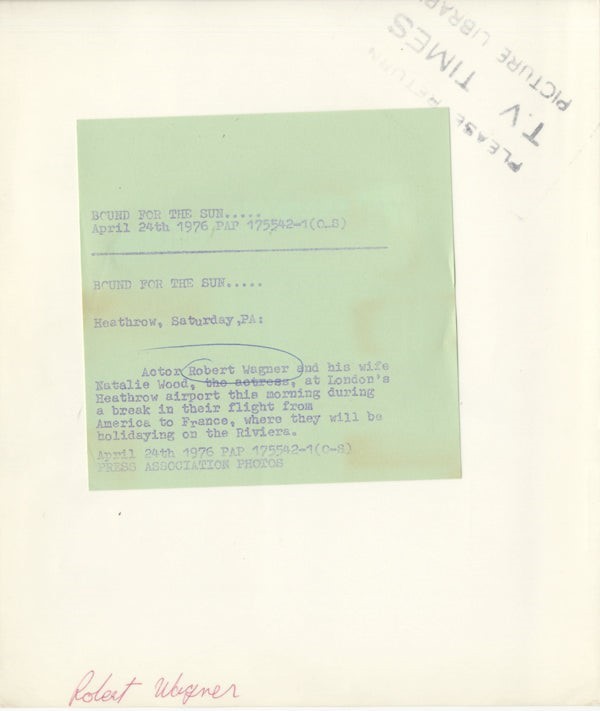 PLEASE RETURN
T.V TIMES
PICTURE LIBRARY
BOUND FOR THE SUN.....
April 24th 1976 PAP 175542-1(O-S)
BOUND FOR THE SUN.....
Heathrow, Saturday,PA:
Actor Robert Wagner and his wife
Natalie Wood, the actress, at London's
Heathrow airport this morning during
a break in their flight from
America to France, where they will be
holidaying on the Riviera.
April 24th 1976 PAP 175542-1(O-S)
PRESS ASSOCIATION PHOTOS
Robert Wagner